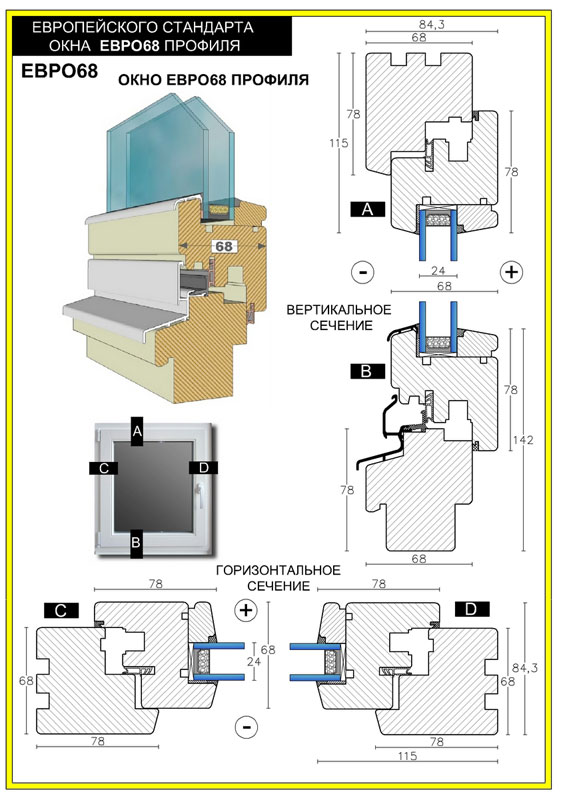 ЕВРОПЕЙСКОГО СТАНДАРТА
ОКНА ЕВРО68 ПРОФИЛЯ
ЕВРО68
ОКНО ЕВРО68 ПРОФИЛЯ
68
84,3
68
78
115
78
A
24
68
-
+
ВЕРТИКАЛЬНОЕ
СЕЧЕНИЕ
B
78
142
78
68
A
C
D
B
ГОРИЗОНТАЛЬНОЕ
СЕЧЕНИЕ
78
C
68
78
+
24
68
-
78
D
68
84,3
78
115